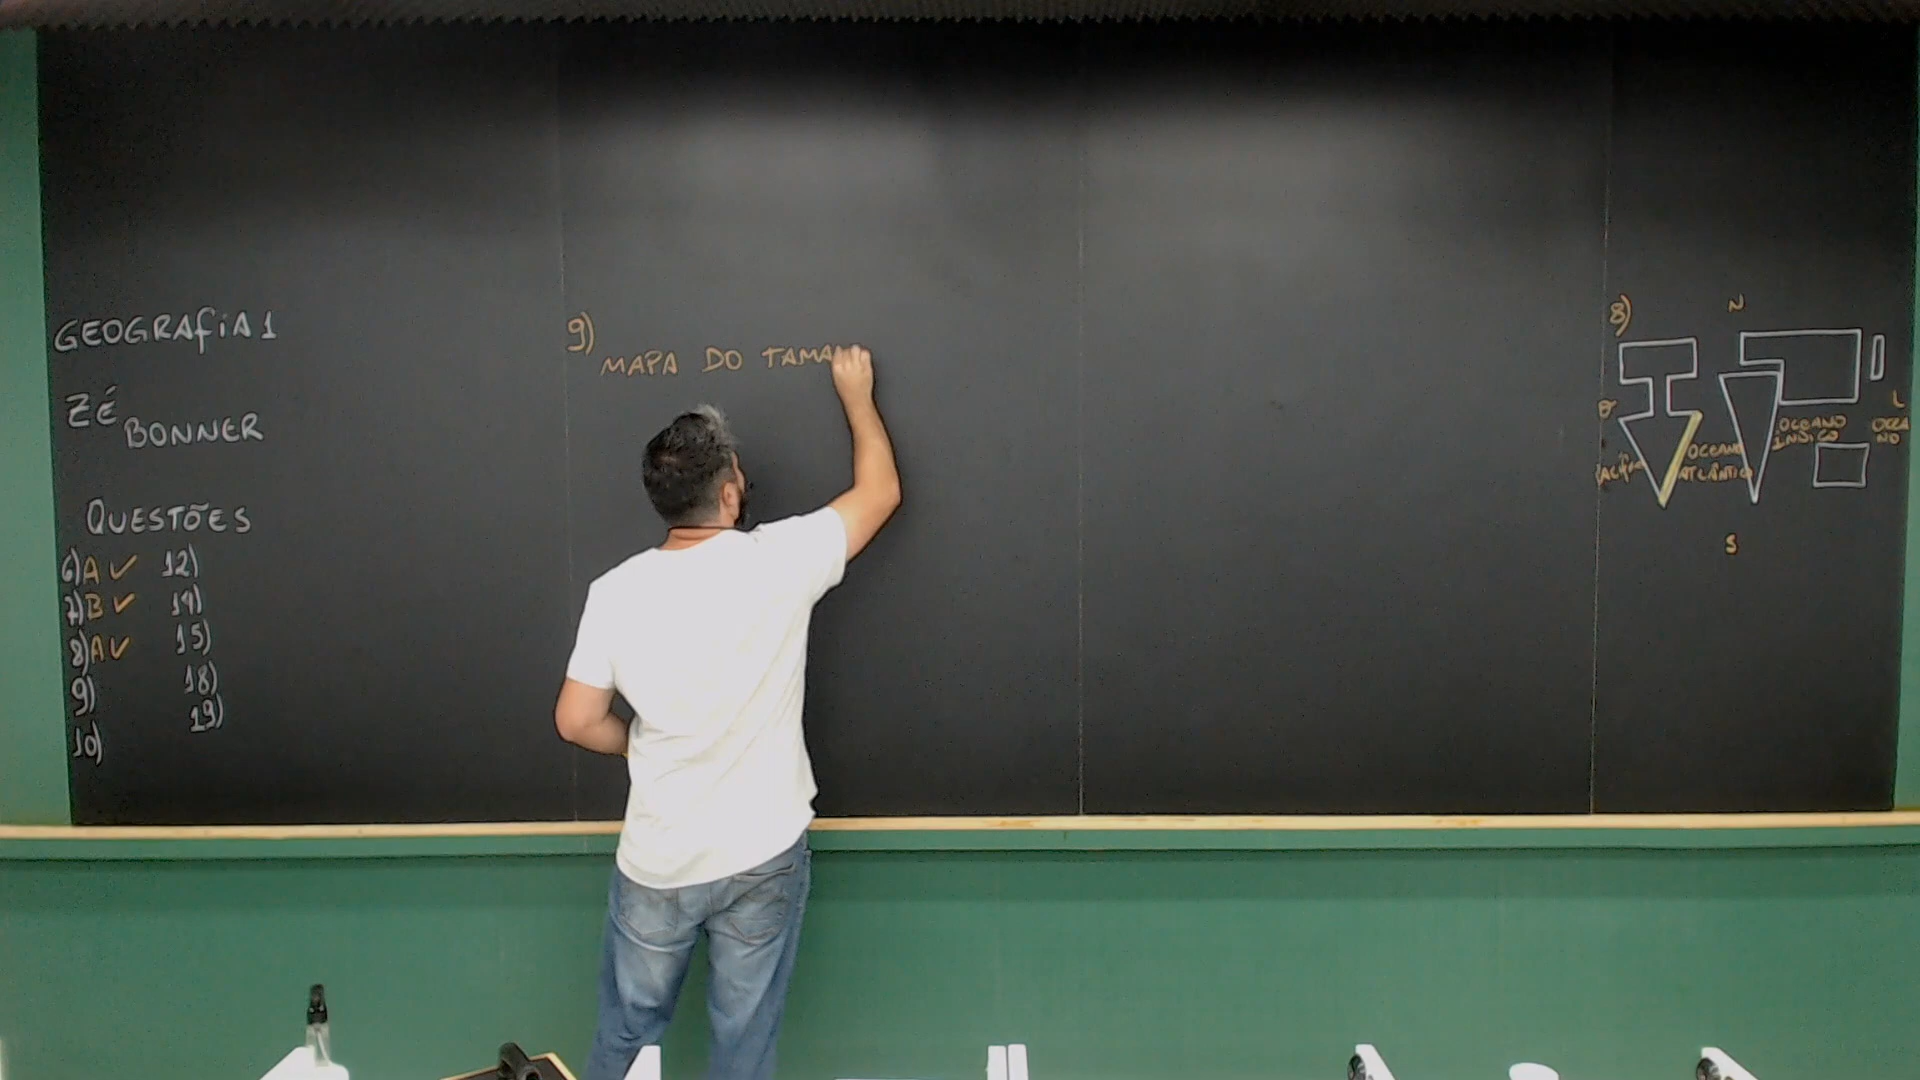 GEOGRAFIA 1
ZÉ
BONNER
QUESTÕES
6) A ✓ 12)
7) B ✓ 14)
8) A ✓ 15)
9) 18)
10) 19)
9)
MAPA DO
8)
N
L
OCEANO
ÍNDICO
OCEA
NO
OCEANO
ATLÂNTICO
S